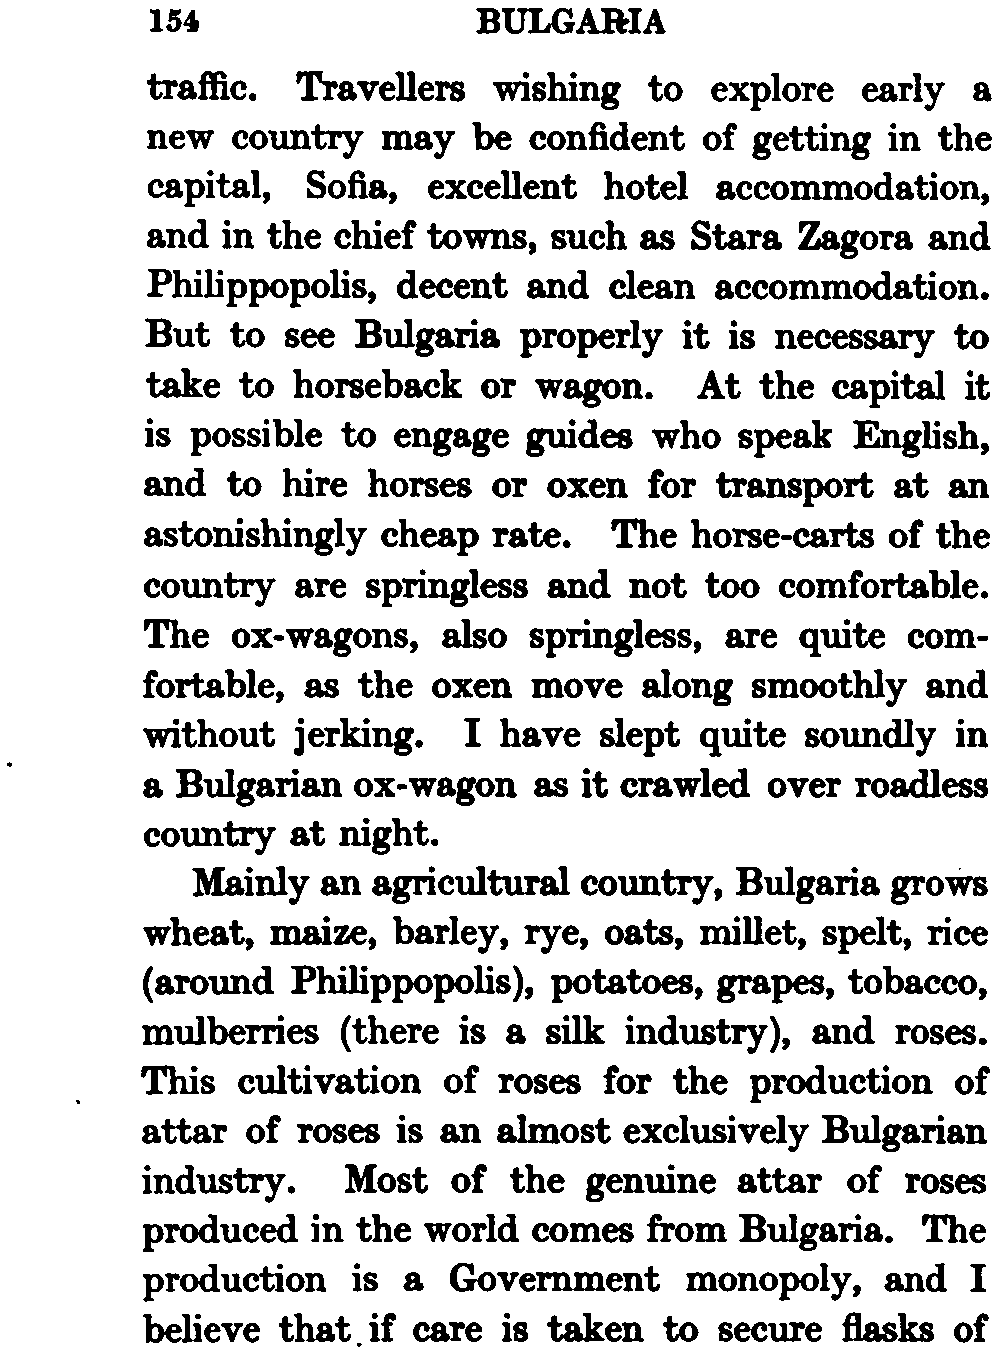 154 BULGARIA
traffic. Travellers wishing to explore early a
new country may be confident of getting in the
capital, Sofia, excellent hotel accommodation,
and in the chief towns, such as Stara Zagora and
Philippopolis, decent and clean accommodation.
But to see Bulgaria properly it is necessary to
take to horseback or wagon. At the capital it
is possible to engage guides who speak English,
and to hire horses or oxen for transport at an
astonishingly cheap rate. The horse-carts of the
country are springless and not too comfortable.
The ox-wagons, also springless, are quite com-
fortable, as the oxen move along smoothly and
without jerking. I have slept quite soundly in
a Bulgarian ox-wagon as it crawled over roadless
country at night.
Mainly an agricultural country, Bulgaria grows
wheat, maize, barley, rye, oats, millet, spelt, rice
(around Philippopolis), potatoes, grapes, tobacco,
mulberries (there is a silk industry), and roses.
This cultivation of roses for the production of
attar of roses is an almost exclusively Bulgarian
industry. Most of the genuine attar of roses
produced in the world comes from Bulgaria. The
production is a Government monopoly, and I
believe that if care is taken to secure flasks of